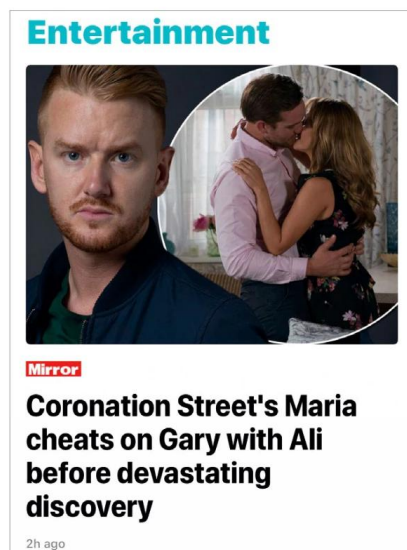 Entertainment
Mirror
Coronation Street's Maria
cheats on Gary with Ali
before devastating
discovery
2h ago